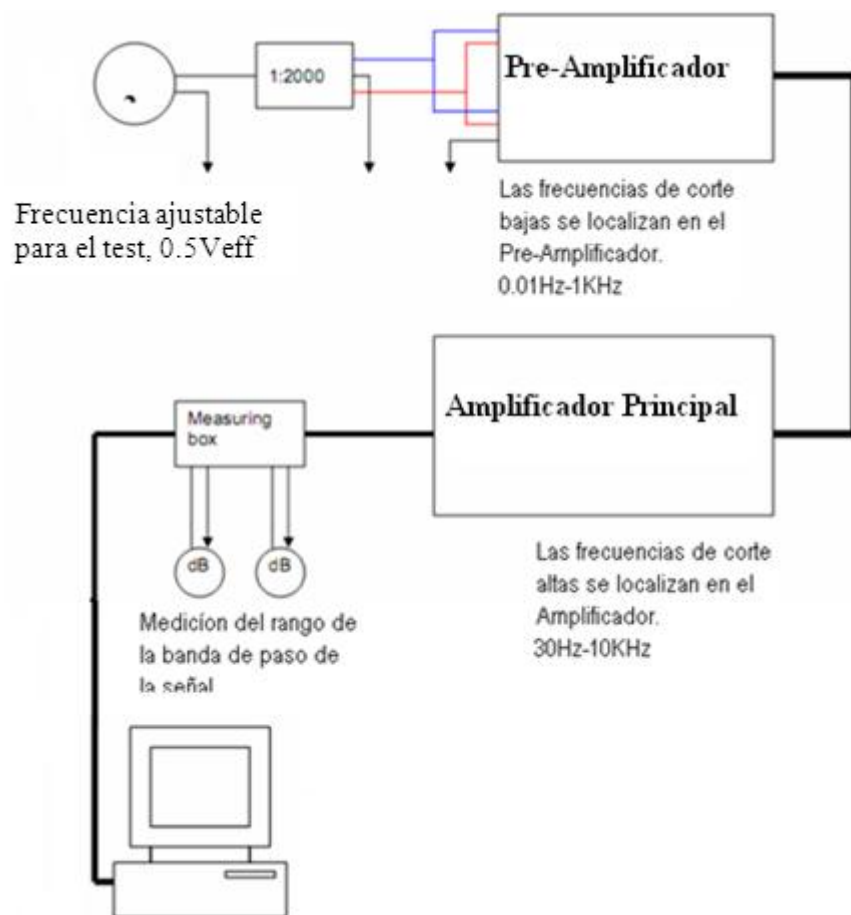 1:2000
Pre-Amplificador
Frecuencia ajustable
para el test, 0.5Veff
Las frecuencias de corte
bajas se localizan en el
Pre-Amplificador.
0.01Hz-1KHz
Measuring
box
Amplificador Principal
dB
dB
Las frecuencias de corte
altas se localizan en el
Amplificador.
30Hz-10KHz
Medicíon del rango de
la banda de paso de
la señal